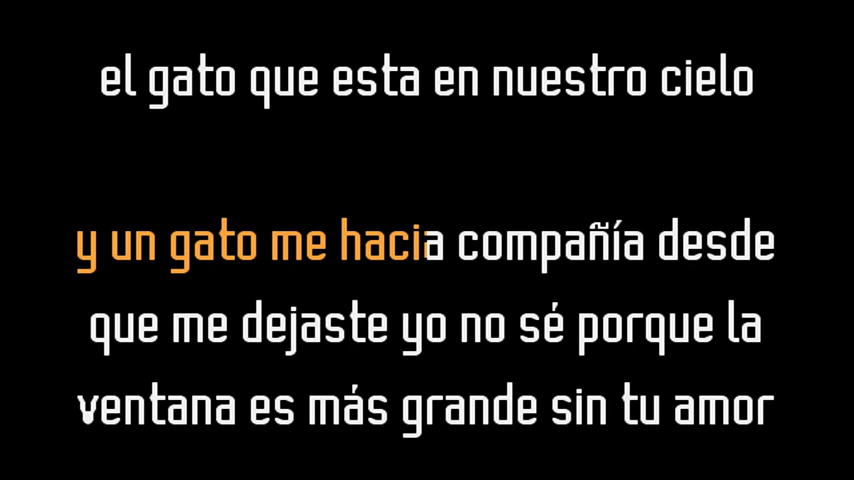 el gato que esta en nuestro cielo
y un gato me hacia compañía desde
que me dejaste yo no sé porque la
ventana es más grande sin tu amor